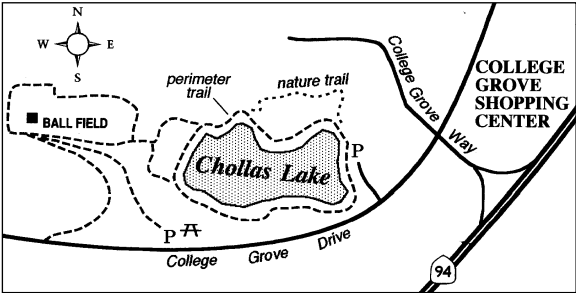 N
W E
S
perimeter
trail
nature trail
College Grove Way
COLLEGE
GROVE
SHOPPING
CENTER
BALL FIELD
Chollas Lake
P
P
College Grove Drive
94